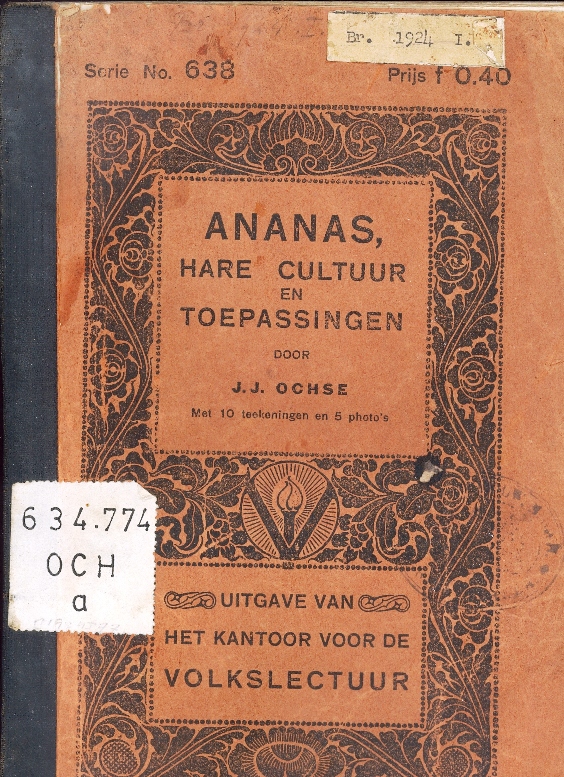 Br. 1924 I.
Serie No. 638
Prijs f 0.40
ANANAS,
HARE CULTUUR
EN
TOEPASSINGEN
DOOR
J.J. OCHSE
Met 10 teekeningen en 5 photo's
634.774
OCH
a
UITGAVE VAN
HET KANTOOR VOOR DE
VOLKSLECTUUR